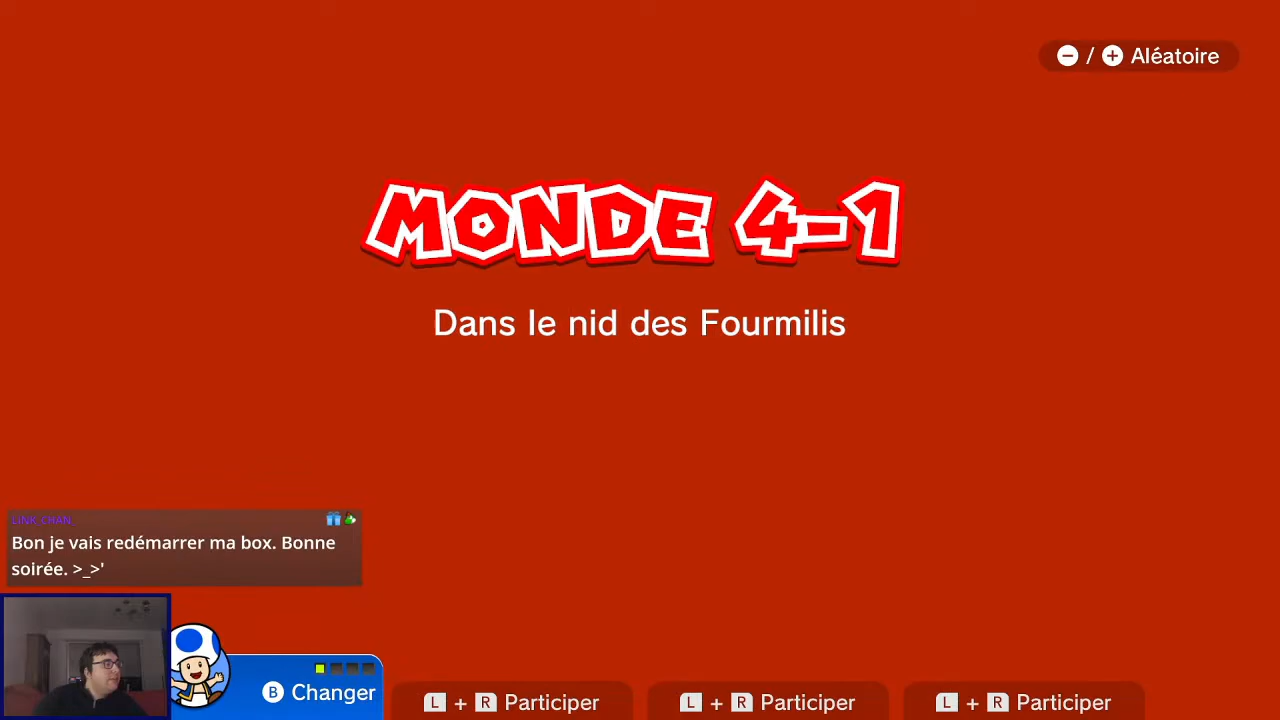 - / + Aléatoire
MONDE 4-1
Dans le nid des Fourmilis
LiNK_CHAN_
Bon je vais redémarrer ma box. Bonne
soirée. >_>'
B Changer
L + R Participer
L + R Participer
L + R Participer